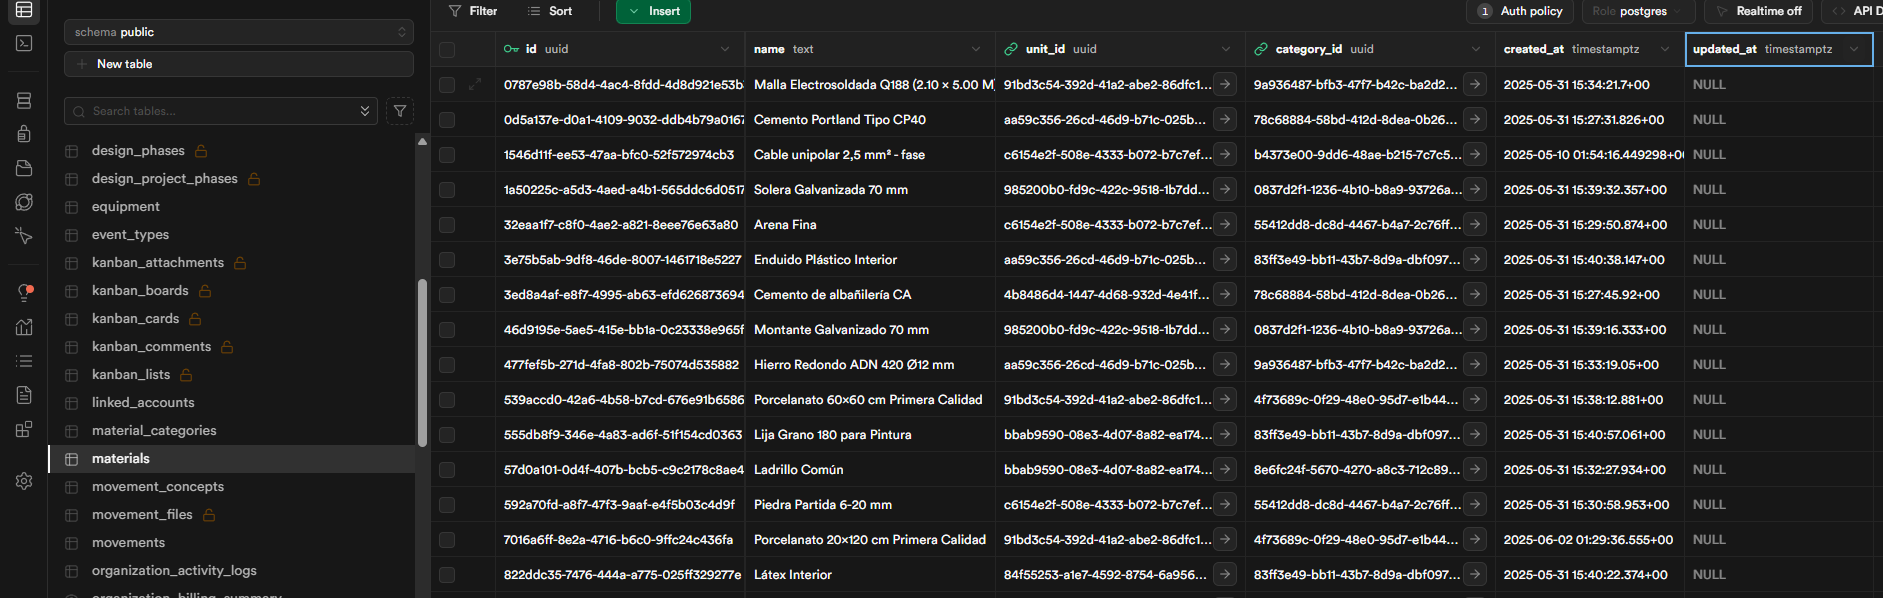 schema public
New table
Search tables...
design_phases
design_project_phases
equipment
event_types
kanban_attachments
kanban_boards
kanban_cards
kanban_comments
kanban_lists
linked_accounts
material_categories
materials
movement_concepts
movement_files
movements
organization_activity_logs
organization_billing_summary
Filter Sort Insert 1 Auth policy Role postgres Realtime off API D
id uuid name text unit_id uuid category_id uuid created_at timestamptz updated_at timestamptz
0787e98b-58d4-4ac4-8fdd-4d8d921e53b Malla Electrosoldada Q188 (2.10 × 5.00 M) 91bd3c54-392d-41a2-abe2-86dfc1... 9a936487-bfb3-47f7-b42c-ba2d2... 2025-05-31 15:34:21.7+00 NULL
0d5a137e-d0a1-4109-9032-ddb4b79a0167 Cemento Portland Tipo CP40 aa59c356-26cd-46d9-b71c-025b... 78c68884-58bd-412d-8dea-0b26... 2025-05-31 15:27:31.826+00 NULL
1546d11f-ee53-47aa-bfc0-52f572974cb3 Cable unipolar 2,5 mm² - fase c6154e2f-508e-4333-b072-b7c7ef... b4373e00-9dd6-48ae-b215-7c7c5... 2025-05-10 01:54:16.449298+00 NULL
1a50225c-a5d3-4aed-a4b1-565ddc6d0517 Solera Galvanizada 70 mm 985200b0-fd9c-422c-9518-1b7dd... 0837d2f1-1236-4b10-b8a9-93726a... 2025-05-31 15:39:32.357+00 NULL
32eaa1f7-c8f0-4ae2-a821-8eee76e63a80 Arena Fina c6154e2f-508e-4333-b072-b7c7ef... 55412dd8-dc8d-4467-b4a7-2c76ff... 2025-05-31 15:29:50.874+00 NULL
3e75b5ab-9df8-46de-8007-1461718e5227 Enduido Plástico Interior aa59c356-26cd-46d9-b71c-025b... 83ff3e49-bb11-43b7-8d9a-dbf097... 2025-05-31 15:40:38.147+00 NULL
3ed8a4af-e8f7-4995-ab63-efd626873694 Cemento de albañilería CA 4b8486d4-1447-4d68-932d-4e41f... 78c68884-58bd-412d-8dea-0b26... 2025-05-31 15:27:45.92+00 NULL
46d9195e-5ae5-415e-bb1a-0c23338e965f Montante Galvanizado 70 mm 985200b0-fd9c-422c-9518-1b7dd... 0837d2f1-1236-4b10-b8a9-93726a... 2025-05-31 15:39:16.333+00 NULL
477fef5b-271d-4fa8-802b-75074d535882 Hierro Redondo ADN 420 Ø12 mm aa59c356-26cd-46d9-b71c-025b... 9a936487-bfb3-47f7-b42c-ba2d2... 2025-05-31 15:33:19.05+00 NULL
539accd0-42a6-4b58-b7cd-676e91b6586 Porcelanato 60×60 cm Primera Calidad 91bd3c54-392d-41a2-abe2-86dfc1... 4f73689c-0f29-48e0-95d7-e1b44... 2025-05-31 15:38:12.881+00 NULL
555db8f9-346e-4a83-ad6f-51f154cd0363 Lija Grano 180 para Pintura bbab9590-08e3-4d07-8a82-ea174... 83ff3e49-bb11-43b7-8d9a-dbf097... 2025-05-31 15:40:57.061+00 NULL
57d0a101-0d4f-407b-bcb5-c9c2178c8ae4 Ladrillo Común bbab9590-08e3-4d07-8a82-ea174... 8e6fc24f-5670-4270-a8c3-712c89... 2025-05-31 15:32:27.934+00 NULL
592a70fd-a8f7-47f3-9aaf-e4f5b03c4d9f Piedra Partida 6-20 mm c6154e2f-508e-4333-b072-b7c7ef... 55412dd8-dc8d-4467-b4a7-2c76ff... 2025-05-31 15:30:58.953+00 NULL
7016a6ff-8e2a-4716-b6c0-9ffc24c436fa Porcelanato 20×120 cm Primera Calidad 91bd3c54-392d-41a2-abe2-86dfc1... 4f73689c-0f29-48e0-95d7-e1b44... 2025-06-02 01:29:36.555+00 NULL
822ddc35-7476-444a-a775-025ff329277e Látex Interior 84f55253-a1e7-4592-8754-6a956... 83ff3e49-bb11-43b7-8d9a-dbf097... 2025-05-31 15:40:22.374+00 NULL